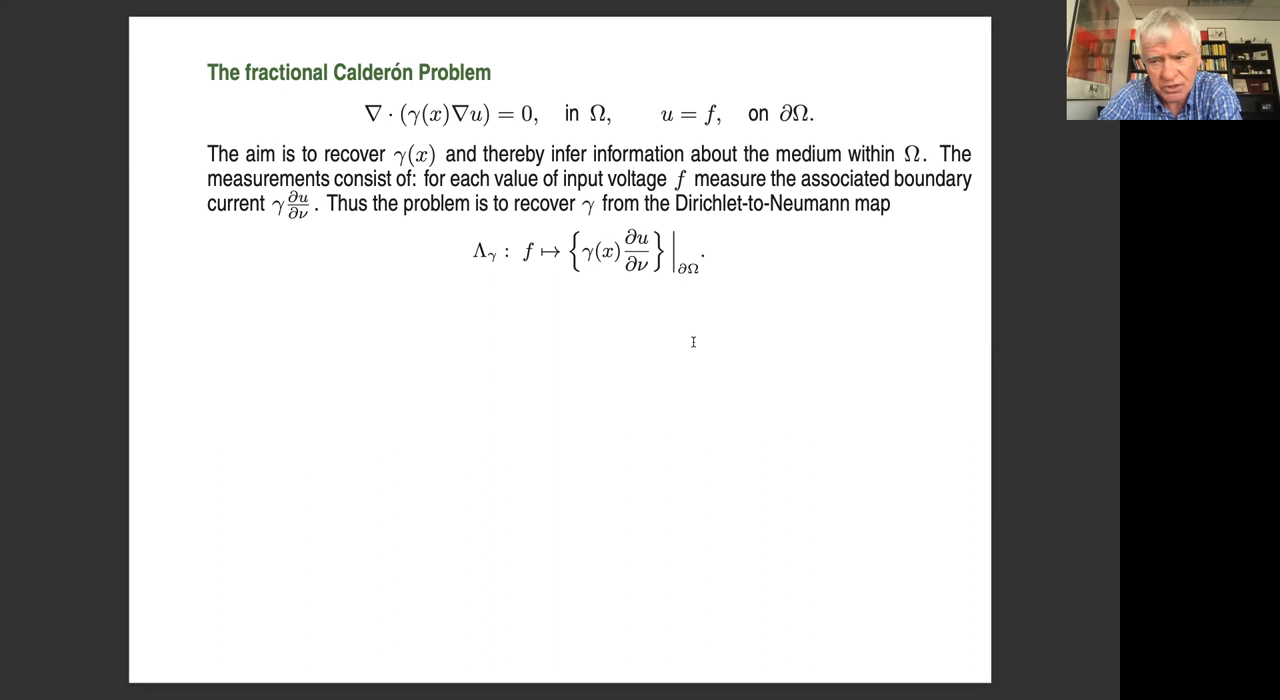 The fractional Calderón Problem
∇ · (γ(x)∇u) = 0, in Ω, u = f, on ∂Ω.
The aim is to recover γ(x) and thereby infer information about the medium within Ω. The
measurements consist of: for each value of input voltage f measure the associated boundary
current γ ∂u/∂ν . Thus the problem is to recover γ from the Dirichlet-to-Neumann map
Λγ : f ↦ {γ(x) ∂u/∂ν}|∂Ω.